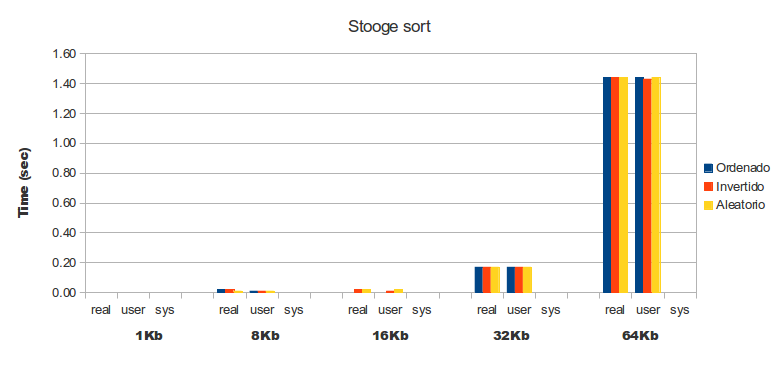 Stooge sort
Time (sec)
1.60
1.40
1.20
1.00
0.80
0.60
0.40
0.20
0.00
Ordenado
Invertido
Aleatorio
real user sys real user sys real user sys real user sys real user sys
1Kb 8Kb 16Kb 32Kb 64Kb